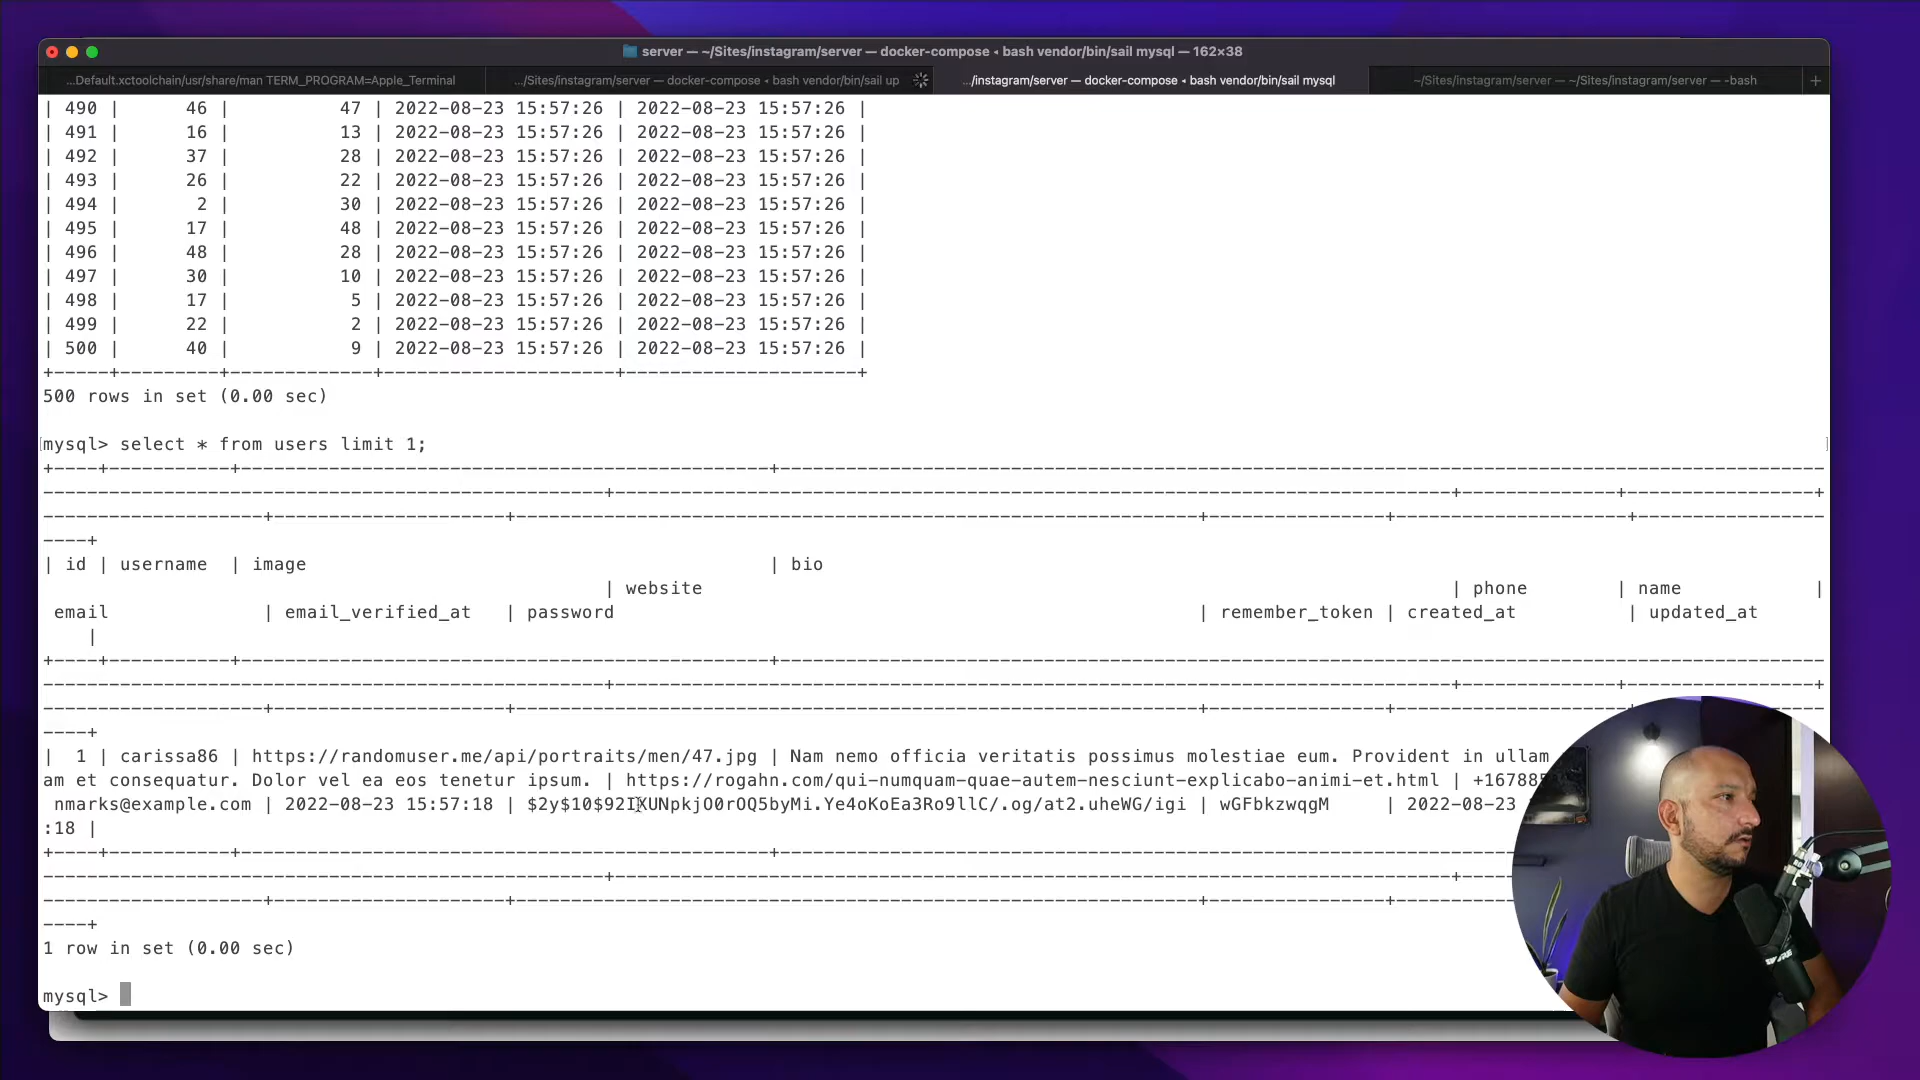 server — ~/Sites/instagram/server — docker-compose ◂ bash vendor/bin/sail mysql — 162×38
...Default.xctoolchain/usr/share/man TERM_PROGRAM=Apple_Terminal
.../Sites/instagram/server — docker-compose ◂ bash vendor/bin/sail up
.../instagram/server — docker-compose ◂ bash vendor/bin/sail mysql
~/Sites/instagram/server — ~/Sites/instagram/server — -bash
| 490 | 46 | 47 | 2022-08-23 15:57:26 | 2022-08-23 15:57:26 |
| 491 | 16 | 13 | 2022-08-23 15:57:26 | 2022-08-23 15:57:26 |
| 492 | 37 | 28 | 2022-08-23 15:57:26 | 2022-08-23 15:57:26 |
| 493 | 26 | 22 | 2022-08-23 15:57:26 | 2022-08-23 15:57:26 |
| 494 | 2 | 30 | 2022-08-23 15:57:26 | 2022-08-23 15:57:26 |
| 495 | 17 | 48 | 2022-08-23 15:57:26 | 2022-08-23 15:57:26 |
| 496 | 48 | 28 | 2022-08-23 15:57:26 | 2022-08-23 15:57:26 |
| 497 | 30 | 10 | 2022-08-23 15:57:26 | 2022-08-23 15:57:26 |
| 498 | 17 | 5 | 2022-08-23 15:57:26 | 2022-08-23 15:57:26 |
| 499 | 22 | 2 | 2022-08-23 15:57:26 | 2022-08-23 15:57:26 |
| 500 | 40 | 9 | 2022-08-23 15:57:26 | 2022-08-23 15:57:26 |
500 rows in set (0.00 sec)
mysql> select * from users limit 1;
| id | username | image | bio
| website | phone | name |
email | email_verified_at | password | remember_token | created_at | updated_at
|
| 1 | carissa86 | https://randomuser.me/api/portraits/men/47.jpg | Nam nemo officia veritatis possimus molestiae eum. Provident in ullam
am et consequatur. Dolor vel ea eos tenetur ipsum. | https://rogahn.com/qui-numquam-quae-autem-nesciunt-explicabo-animi-et.html | +16788
nmarks@example.com | 2022-08-23 15:57:18 | $2y$10$92IXUNpkjO0rOQ5byMi.Ye4oKoEa3Ro9llC/.og/at2.uheWG/igi | wGFbkzwqgM | 2022-08-23
:18 |
1 row in set (0.00 sec)
mysql>